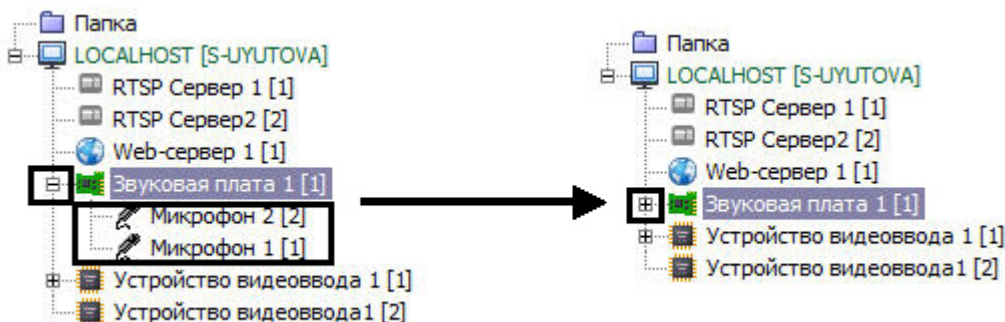 Папка
LOCALHOST [S-UYUTOVA]
RTSP Сервер 1 [1]
RTSP Сервер2 [2]
Web-сервер 1 [1]
Звуковая плата 1 [1]
Микрофон 2 [2]
Микрофон 1 [1]
Устройство видеоввода 1 [1]
Устройство видеоввода1 [2]
Папка
LOCALHOST [S-UYUTOVA]
RTSP Сервер 1 [1]
RTSP Сервер2 [2]
Web-сервер 1 [1]
Звуковая плата 1 [1]
Устройство видеоввода 1 [1]
Устройство видеоввода1 [2]